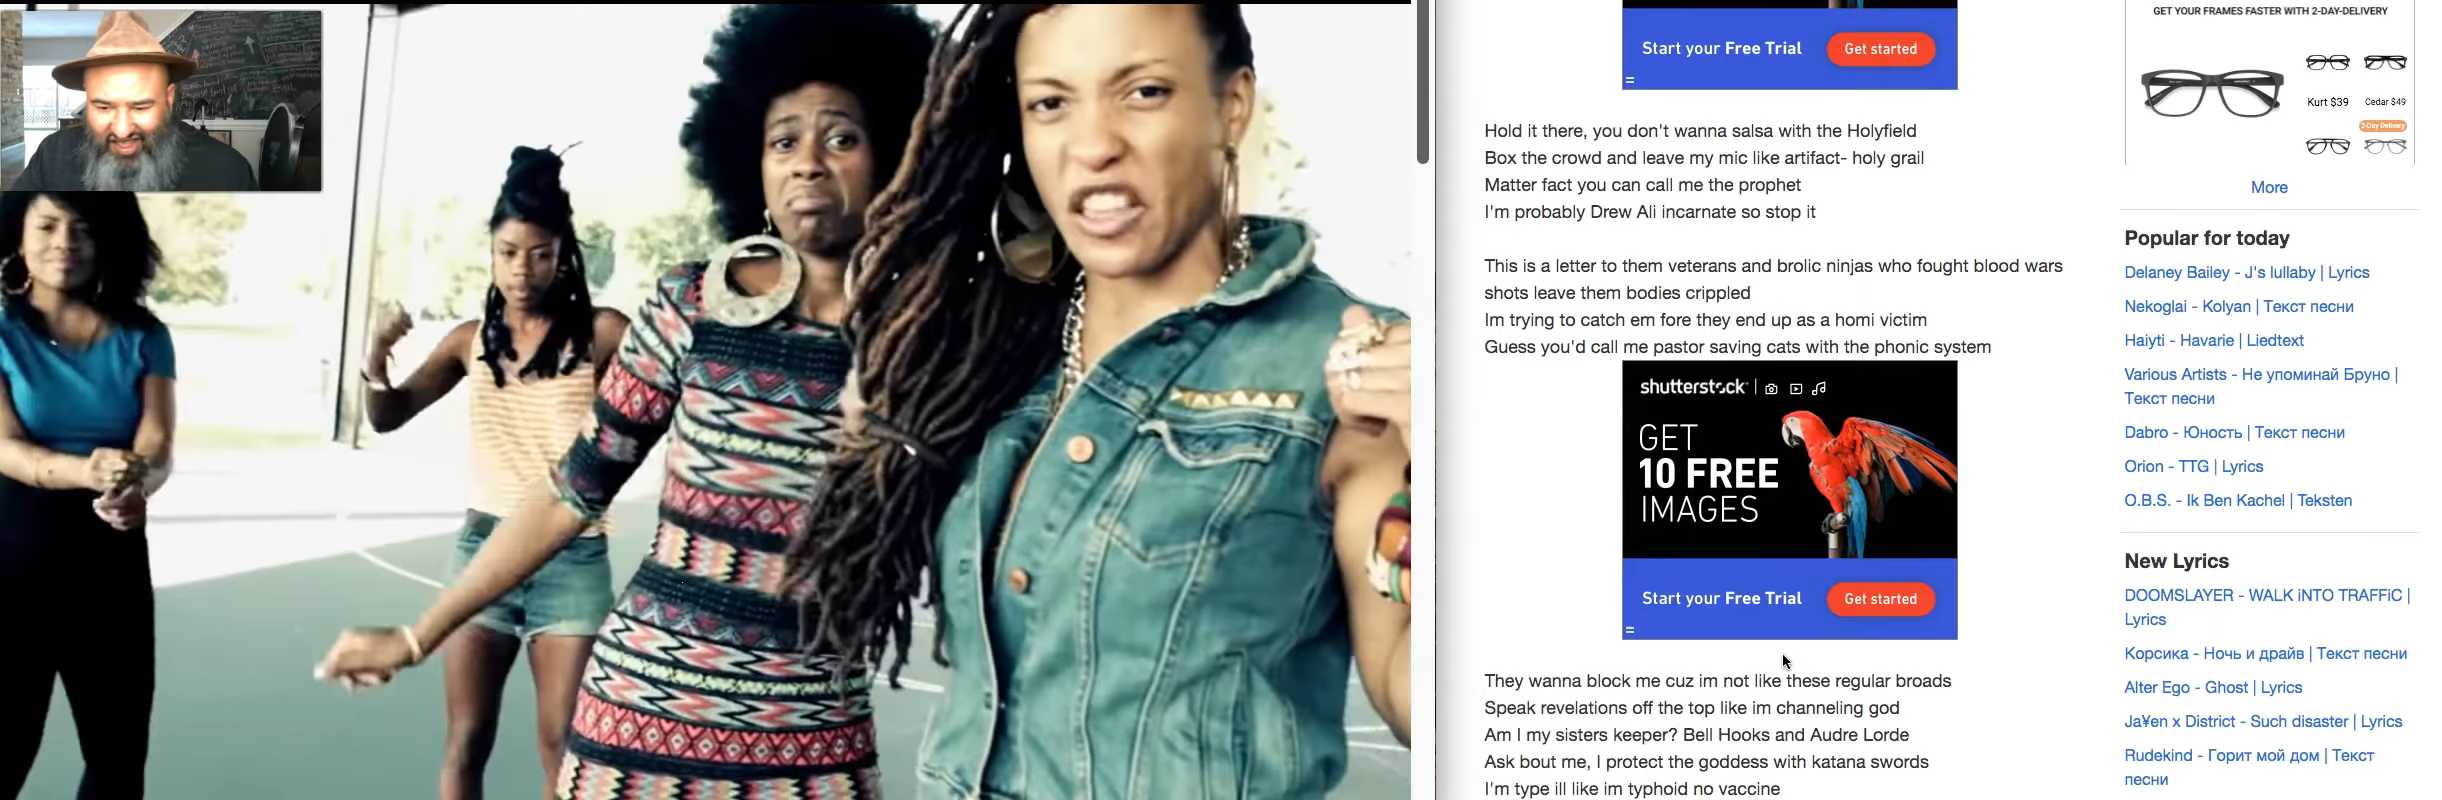 Start your Free Trial
Get started
Hold it there, you don't wanna salsa with the Holyfield
Box the crowd and leave my mic like artifact- holy grail
Matter fact you can call me the prophet
I'm probably Drew Ali incarnate so stop it
This is a letter to them veterans and brolic ninjas who fought blood wars
shots leave them bodies crippled
Im trying to catch em fore they end up as a homi victim
Guess you'd call me pastor saving cats with the phonic system
shutterstock
GET
10 FREE
IMAGES
Start your Free Trial
Get started
They wanna block me cuz im not like these regular broads
Speak revelations off the top like im channeling god
Am I my sisters keeper? Bell Hooks and Audre Lorde
Ask bout me, I protect the goddess with katana swords
I'm type ill like im typhoid no vaccine
GET YOUR FRAMES FASTER WITH 2-DAY-DELIVERY
Kurt $39
Cedar $49
2-Day Delivery
More
Popular for today
Delaney Bailey - J's lullaby | Lyrics
Nekoglai - Kolyan | Текст песни
Haiyti - Havarie | Liedtext
Various Artists - Не упоминай Бруно |
Текст песни
Dabro - Юность | Текст песни
Orion - TTG | Lyrics
O.B.S. - Ik Ben Kachel | Teksten
New Lyrics
DOOMSLAYER - WALK iNTO TRAFFiC |
Lyrics
Корсика - Ночь и драйв | Текст песни
Alter Ego - Ghost | Lyrics
Ja¥en x District - Such disaster | Lyrics
Rudekind - Горит мой дом | Текст
песни